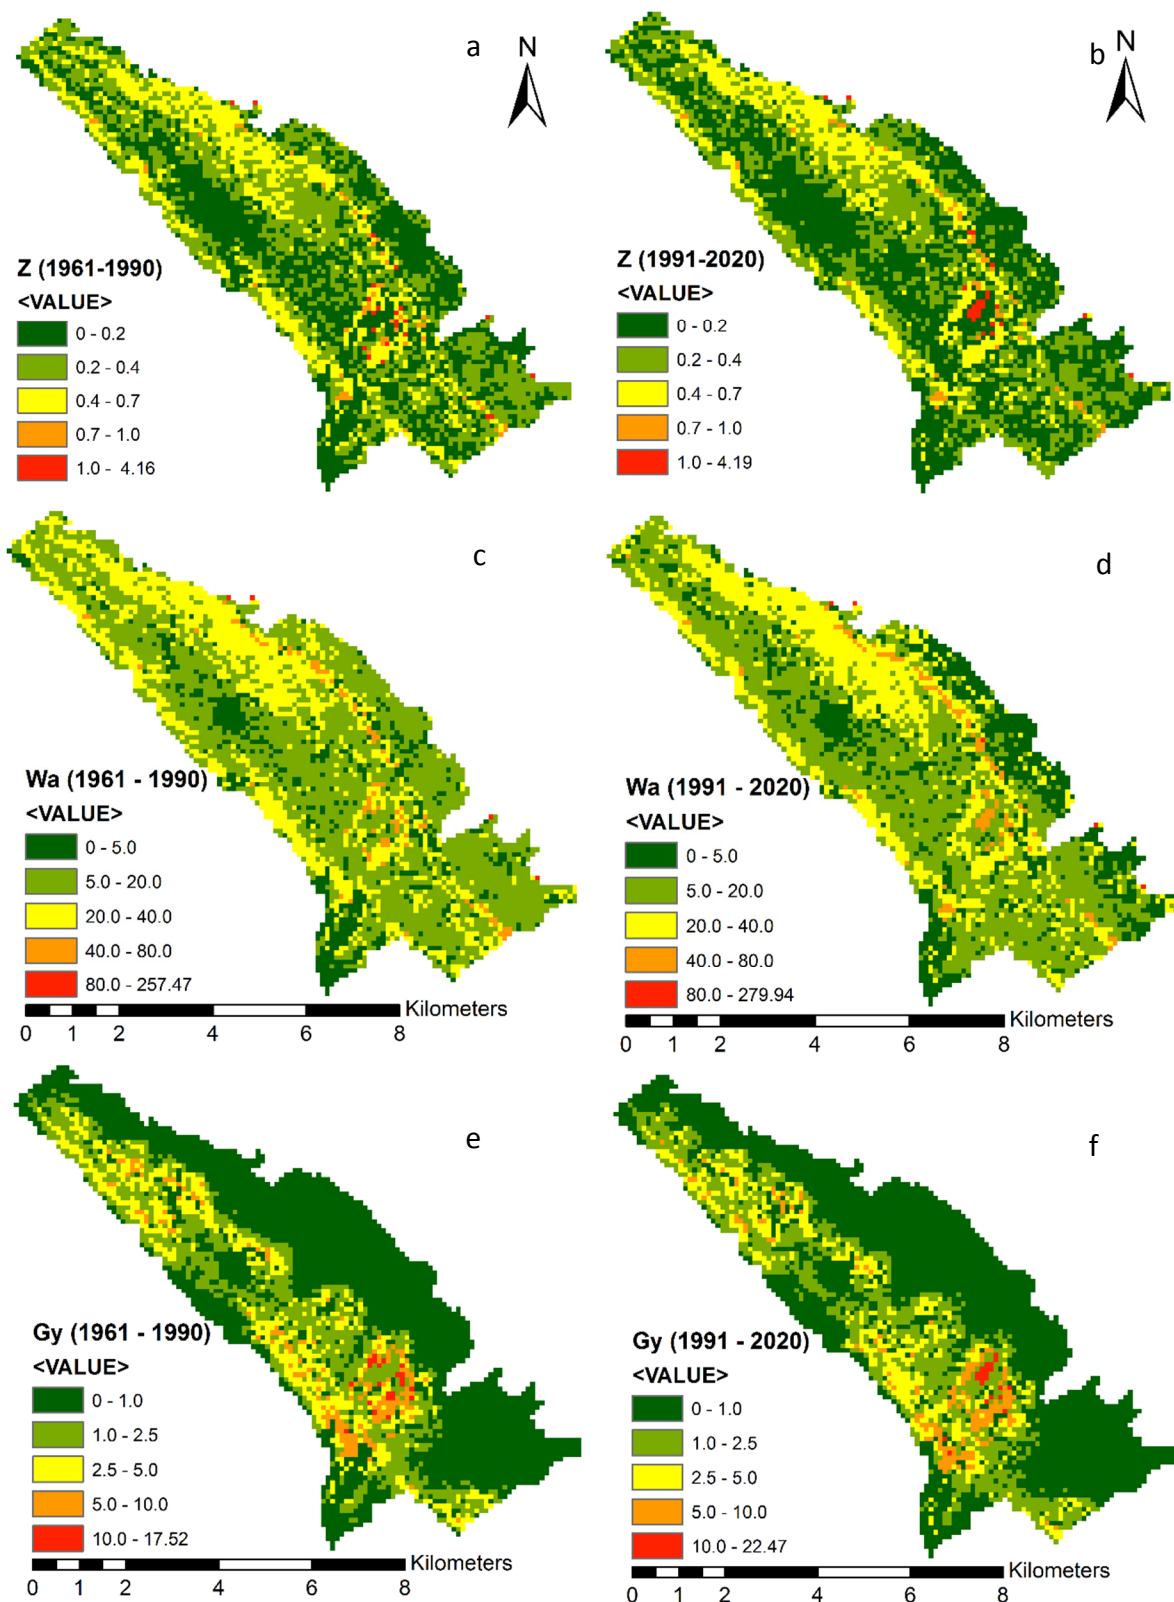 a
N
Z (1961-1990)
<VALUE>
0 - 0.2
0.2 - 0.4
0.4 - 0.7
0.7 - 1.0
1.0 - 4.16
b
N
Z (1991-2020)
<VALUE>
0 - 0.2
0.2 - 0.4
0.4 - 0.7
0.7 - 1.0
1.0 - 4.19
c
Wa (1961 - 1990)
<VALUE>
0 - 5.0
5.0 - 20.0
20.0 - 40.0
40.0 - 80.0
80.0 - 257.47
Kilometers
0 1 2 4 6 8
d
Wa (1991 - 2020)
<VALUE>
0 - 5.0
5.0 - 20.0
20.0 - 40.0
40.0 - 80.0
80.0 - 279.94
Kilometers
0 1 2 4 6 8
e
Gy (1961 - 1990)
<VALUE>
0 - 1.0
1.0 - 2.5
2.5 - 5.0
5.0 - 10.0
10.0 - 17.52
Kilometers
0 1 2 4 6 8
f
Gy (1991 - 2020)
<VALUE>
0 - 1.0
1.0 - 2.5
2.5 - 5.0
5.0 - 10.0
10.0 - 22.47
Kilometers
0 1 2 4 6 8